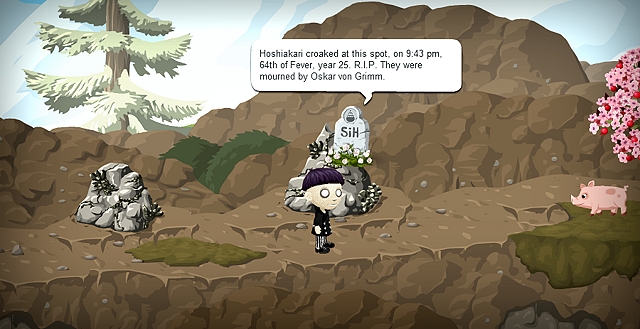 Hoshiakari croaked at this spot, on 9:43 pm,
64th of Fever, year 25. R.I.P. They were
mourned by Oskar von Grimm.
SiH